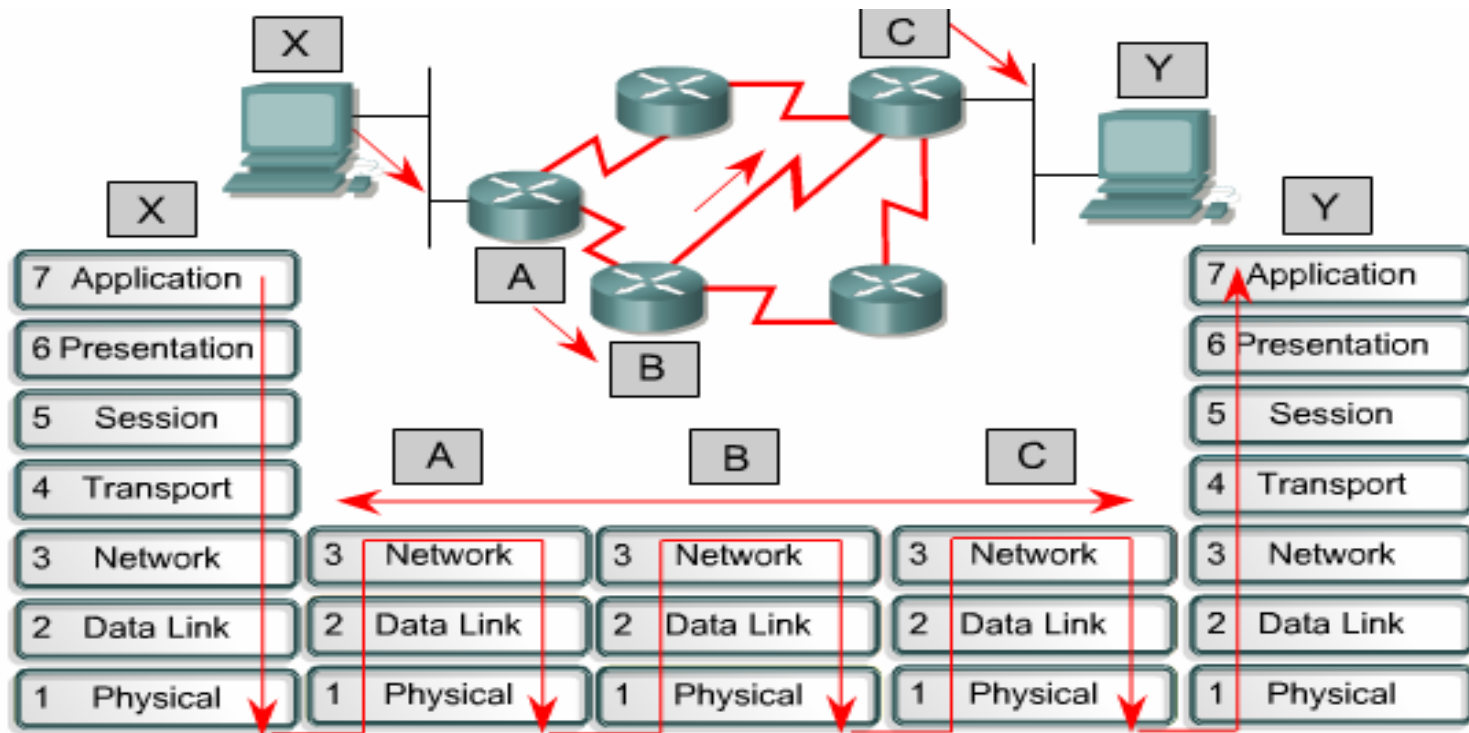 X
C
Y
X
Y
A
B
7 Application
6 Presentation
5 Session
4 Transport
3 Network
2 Data Link
1 Physical
A
B
C
3 Network
2 Data Link
1 Physical
3 Network
2 Data Link
1 Physical
3 Network
2 Data Link
1 Physical
7 Application
6 Presentation
5 Session
4 Transport
3 Network
2 Data Link
1 Physical